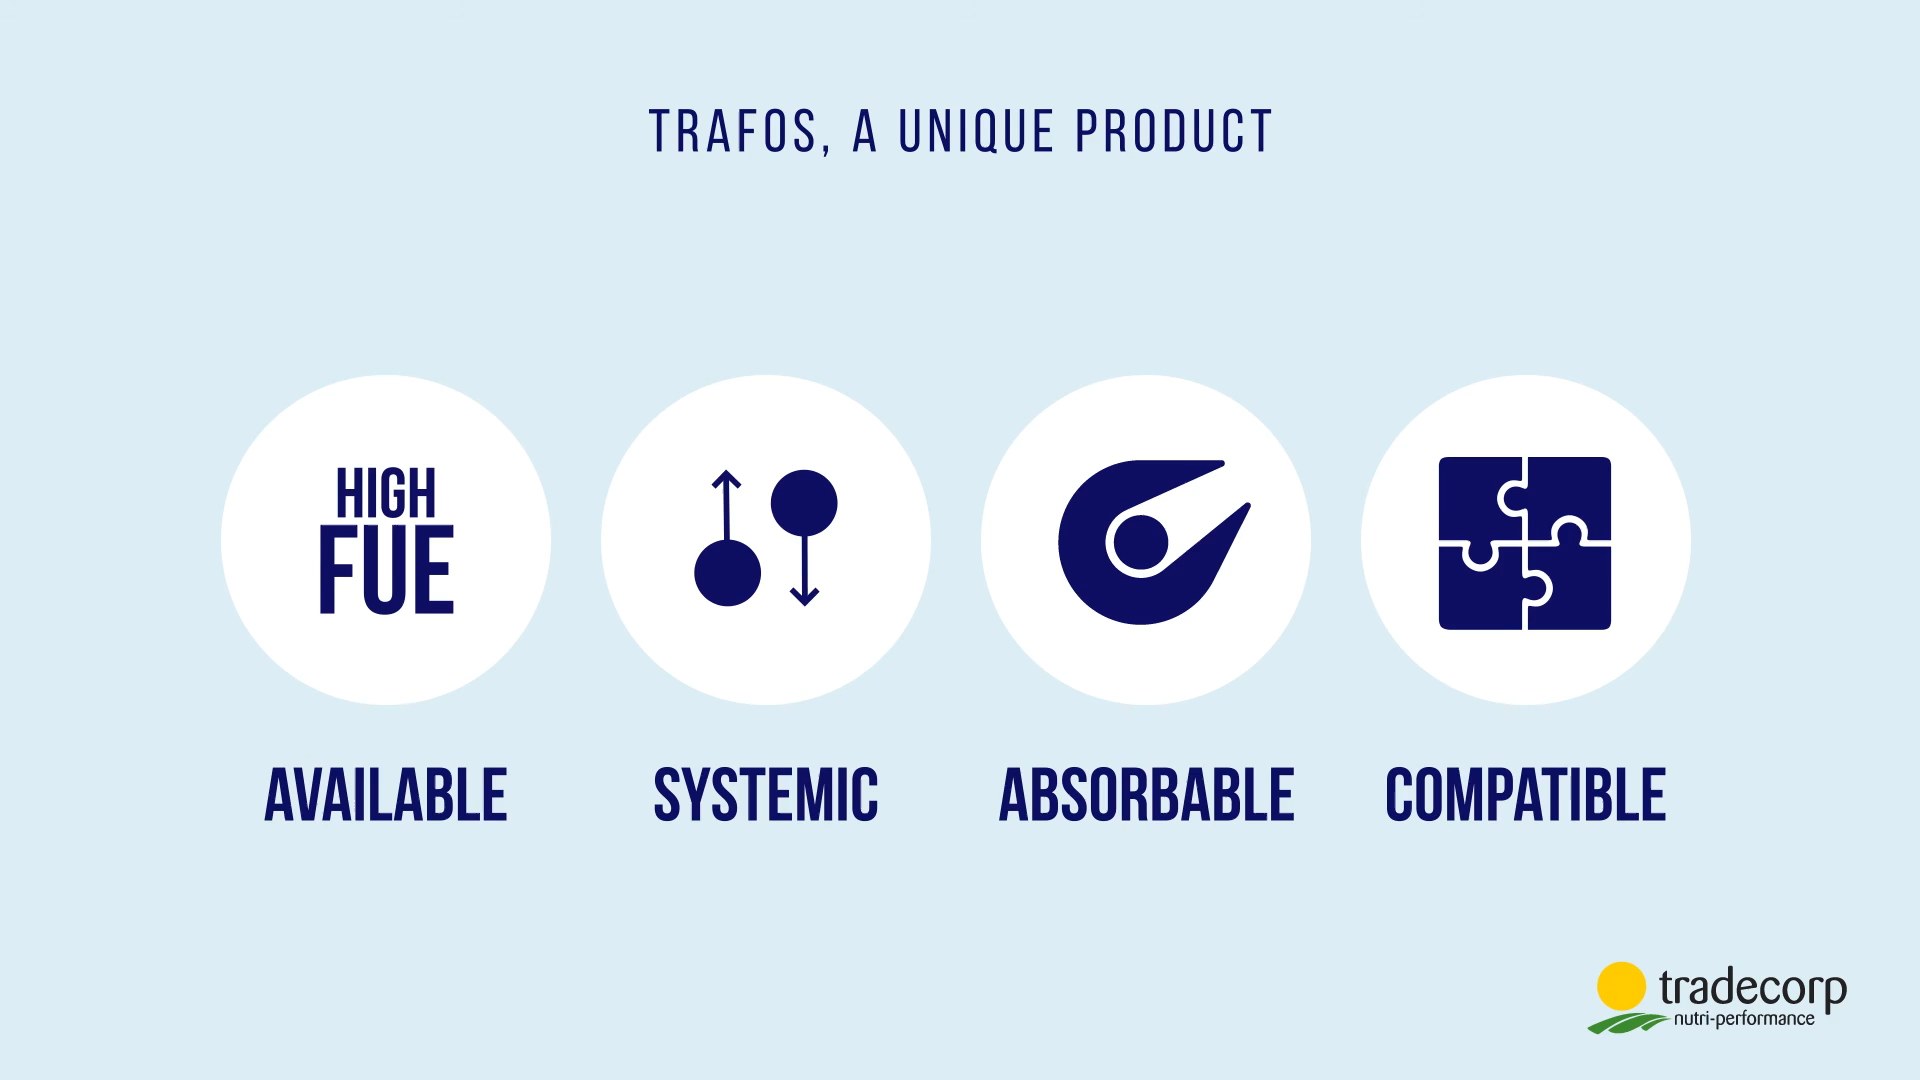 TRAFOS, A UNIQUE PRODUCT
HIGH
FUE
AVAILABLE
SYSTEMIC
ABSORBABLE
COMPATIBLE
tradecorp
nutri-performance